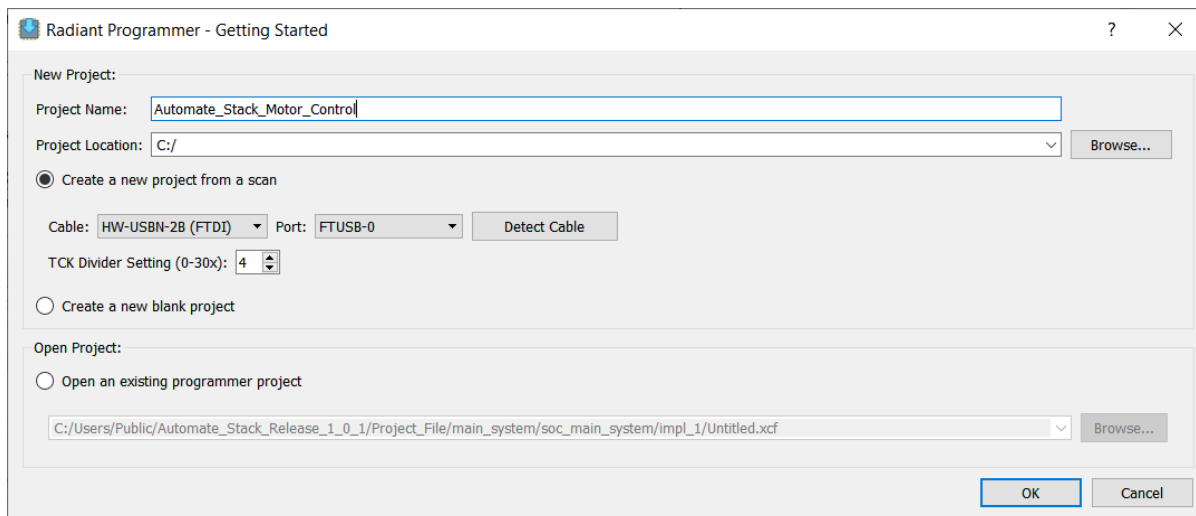 Radiant Programmer - Getting Started ?
New Project:
Project Name: Automate_Stack_Motor_Control
Project Location: C:/ Browse...
Create a new project from a scan
Cable: HW-USBN-2B (FTDI) Port: FTUSB-0 Detect Cable
TCK Divider Setting (0-30x): 4
Create a new blank project
Open Project:
Open an existing programmer project
C:/Users/Public/Automate_Stack_Release_1_0_1/Project_File/main_system/soc_main_system/impl_1/Untitled.xcf Browse...
OK Cancel